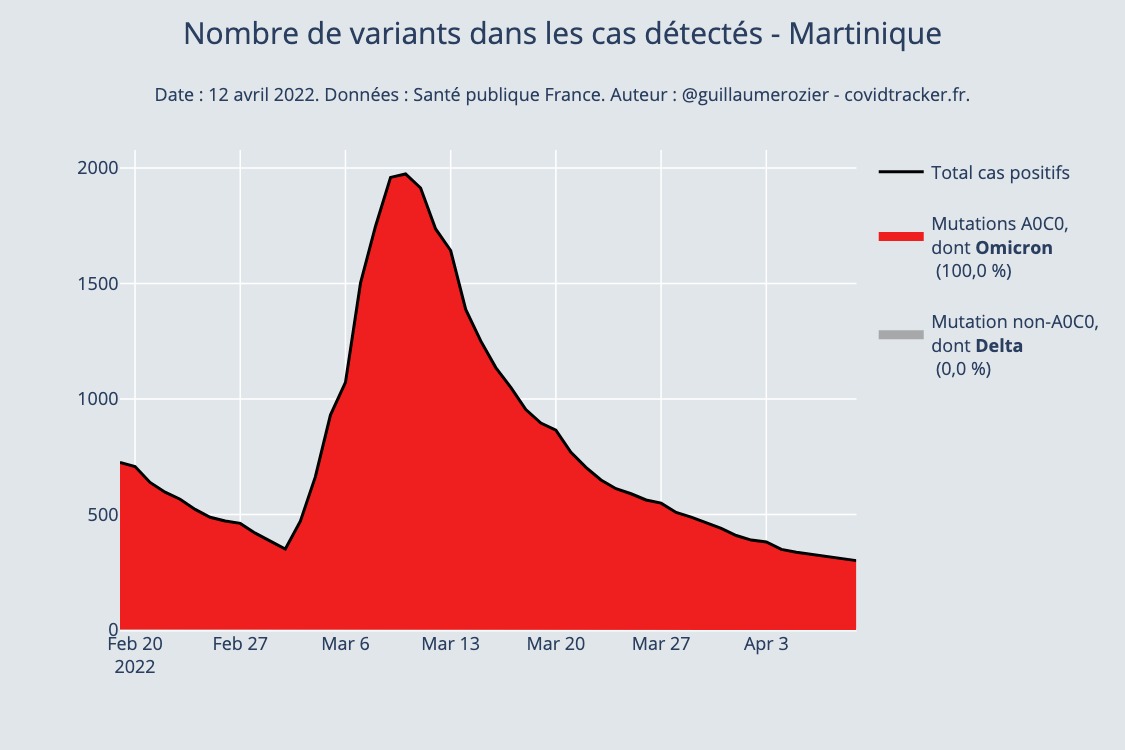 Nombre de variants dans les cas détectés - Martinique
Date : 12 avril 2022. Données : Santé publique France. Auteur : @guillaumerozier - covidtracker.fr.
2000
1500
1000
500
0
Feb 20
2022
Feb 27
Mar 6
Mar 13
Mar 20
Mar 27
Apr 3
Total cas positifs
Mutations A0C0,
dont Omicron
(100,0 %)
Mutation non-A0C0,
dont Delta
(0,0 %)